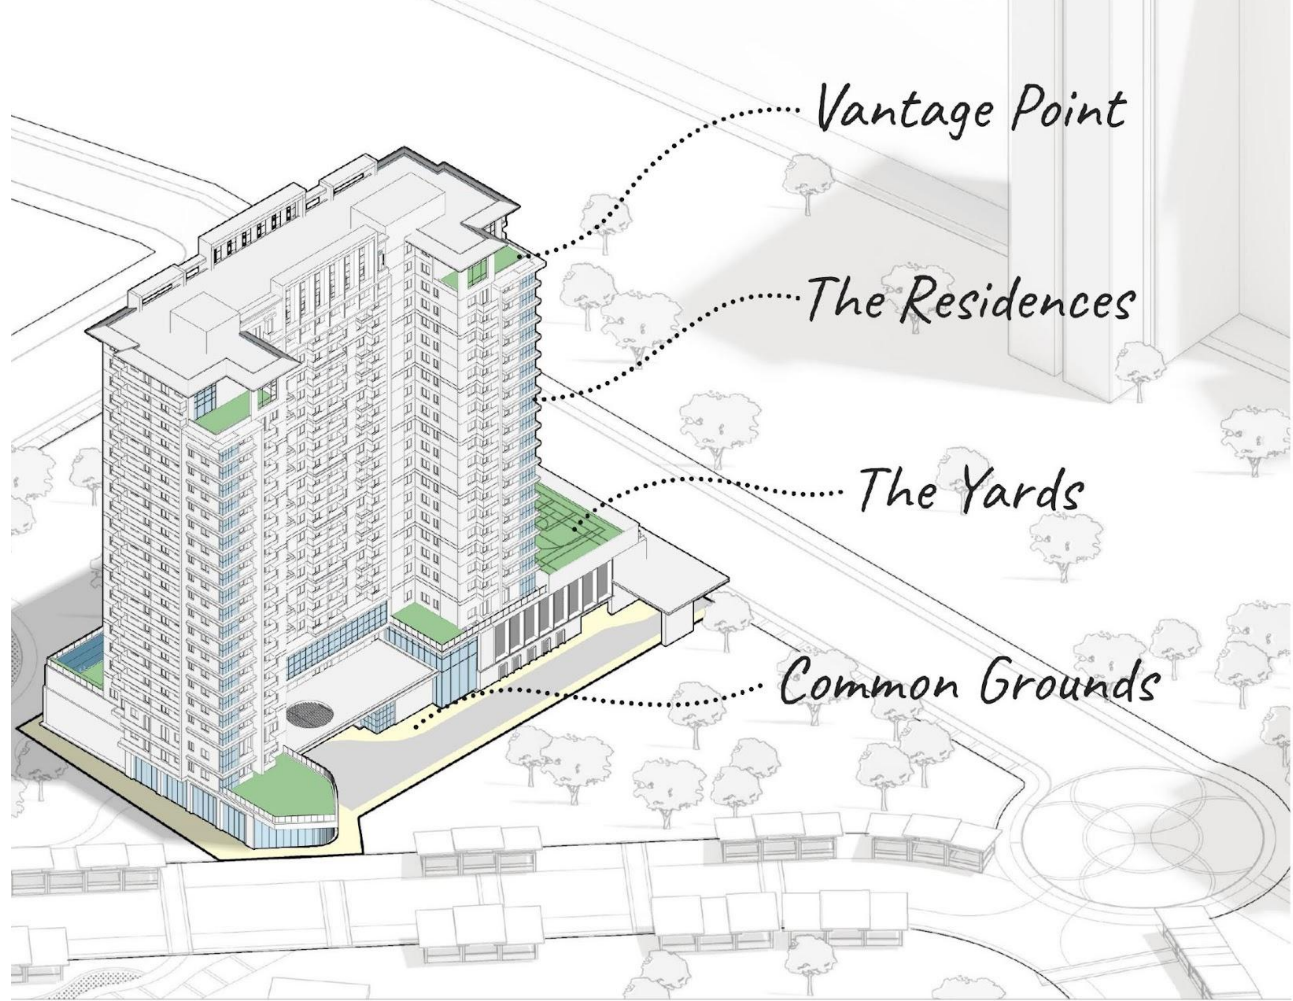 Vantage Point
The Residences
The Yards
Common Grounds